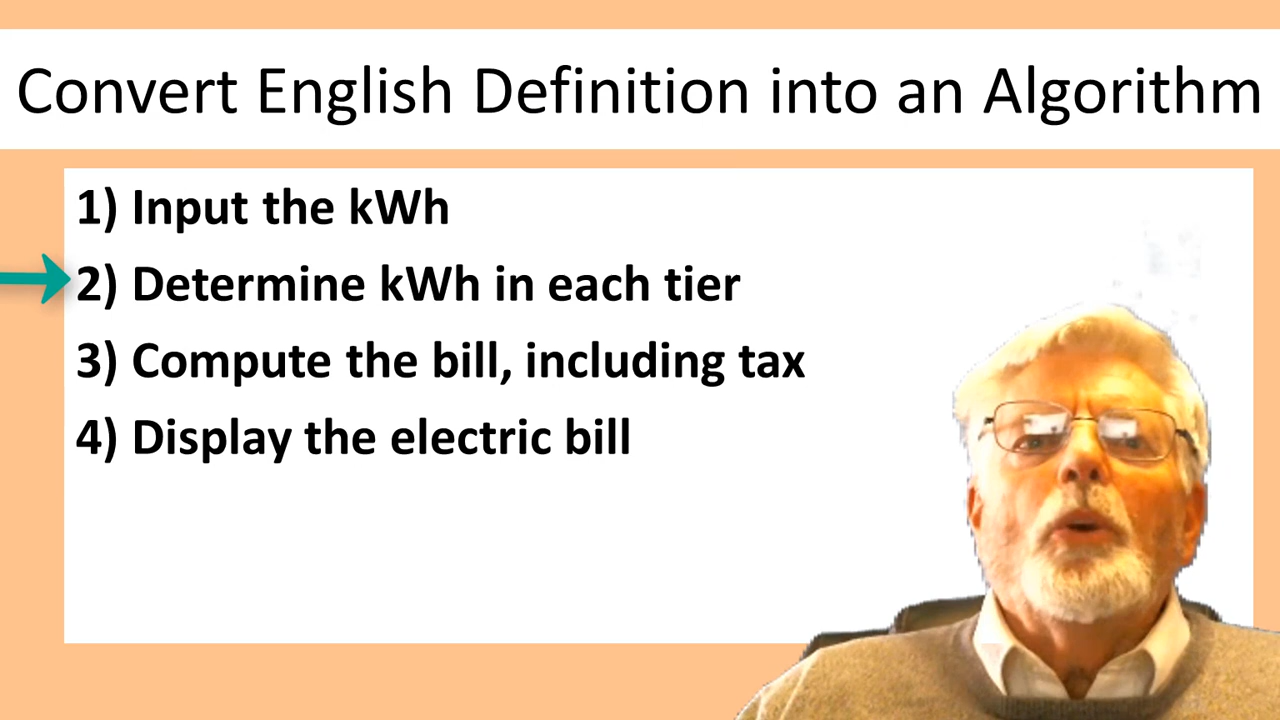 Convert English Definition into an Algorithm
1) Input the kWh
2) Determine kWh in each tier
3) Compute the bill, including tax
4) Display the electric bill